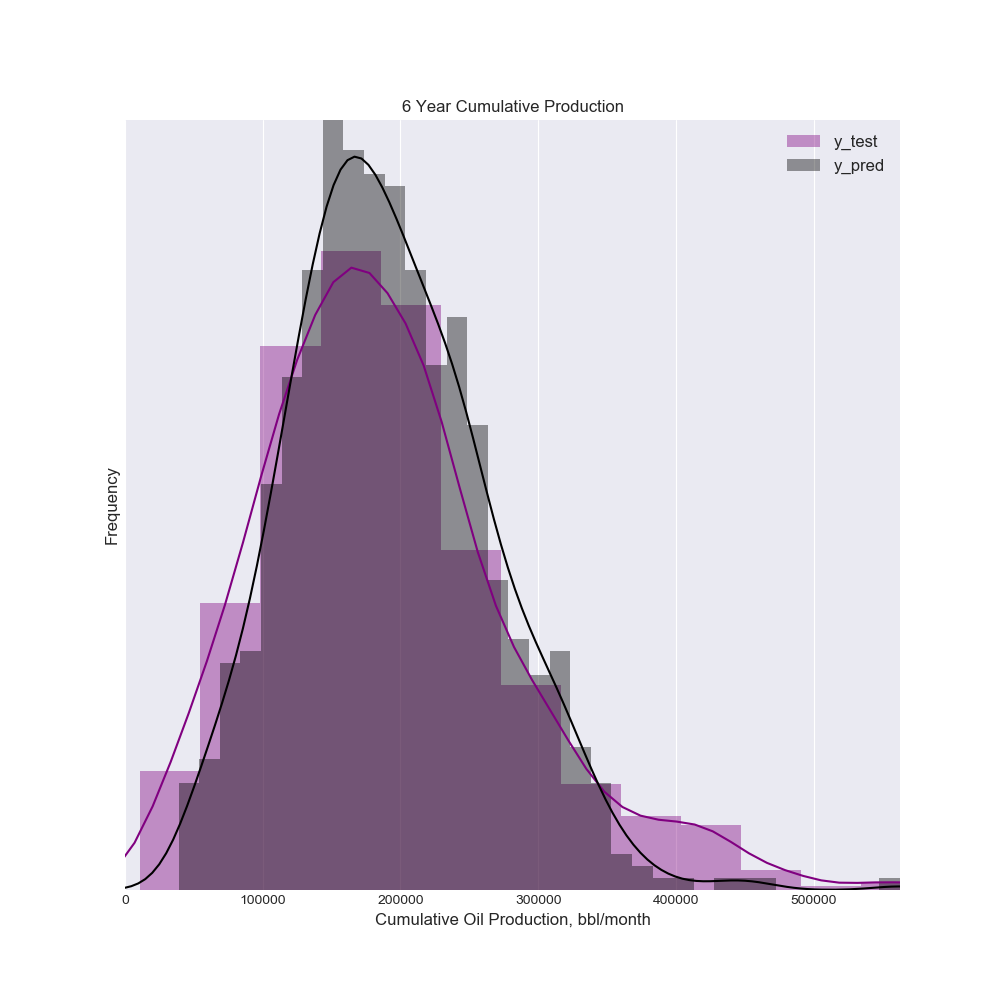 6 Year Cumulative Production
y_test
y_pred
Frequency
0 100000 200000 300000 400000 500000
Cumulative Oil Production, bbl/month